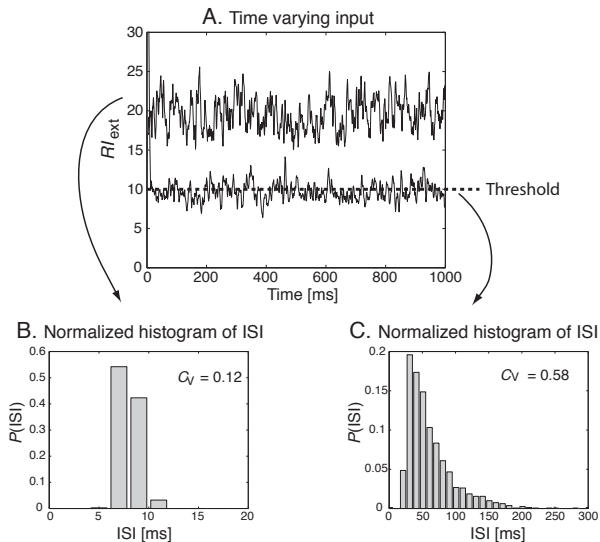 A. Time varying input
30
25
20
15
10
5
0
RI_ext
Threshold
0 200 400 600 800 1000
Time [ms]
B. Normalized histogram of ISI
0.6
0.5
0.4
0.3
0.2
0.1
0
P(ISI)
C_V = 0.12
0 5 10 15 20
ISI [ms]
C. Normalized histogram of ISI
0.2
0.15
0.1
0.05
0
P(ISI)
C_V = 0.58
0 50 100 150 200 250 300
ISI [ms]